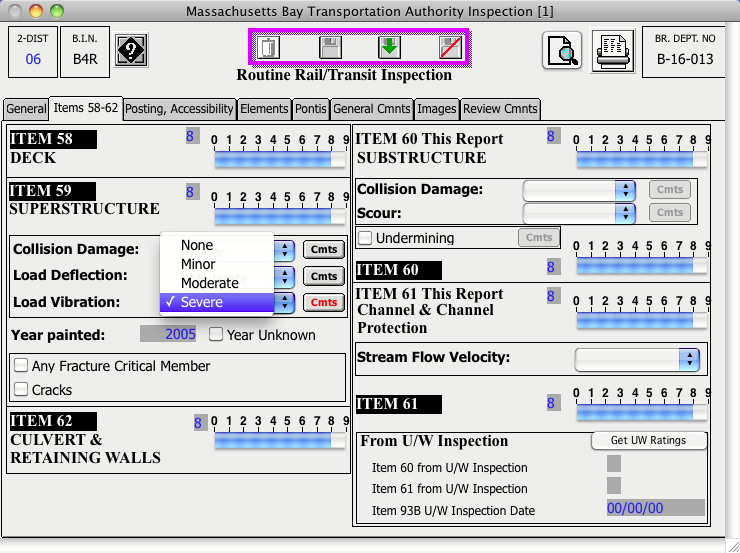 Massachusetts Bay Transportation Authority Inspection [1]
2-DIST
06
B.I.N.
B4R
?
BR. DEPT. NO
B-16-013
Routine Rail/Transit Inspection
General
Items 58-62
Posting, Accessibility
Elements
Pontis
General Cmnts
Images
Review Cmnts
ITEM 58
DECK
8
0 1 2 3 4 5 6 7 8 9
ITEM 59
SUPERSTRUCTURE
8
0 1 2 3 4 5 6 7 8 9
Collision Damage:
Cmts
Load Deflection:
Cmts
Load Vibration:
Cmts
None
Minor
Moderate
✓ Severe
Year painted:
2005
Year Unknown
Any Fracture Critical Member
Cracks
ITEM 62
CULVERT &
RETAINING WALLS
8
0 1 2 3 4 5 6 7 8 9
ITEM 60 This Report
SUBSTRUCTURE
8
0 1 2 3 4 5 6 7 8 9
Collision Damage:
Cmts
Scour:
Cmts
Undermining
Cmts
ITEM 60
8
0 1 2 3 4 5 6 7 8 9
ITEM 61 This Report
Channel & Channel
Protection
8
0 1 2 3 4 5 6 7 8 9
Stream Flow Velocity:
ITEM 61
8
0 1 2 3 4 5 6 7 8 9
From U/W Inspection
Get UW Ratings
Item 60 from U/W Inspection
Item 61 from U/W Inspection
Item 93B U/W Inspection Date
00/00/00